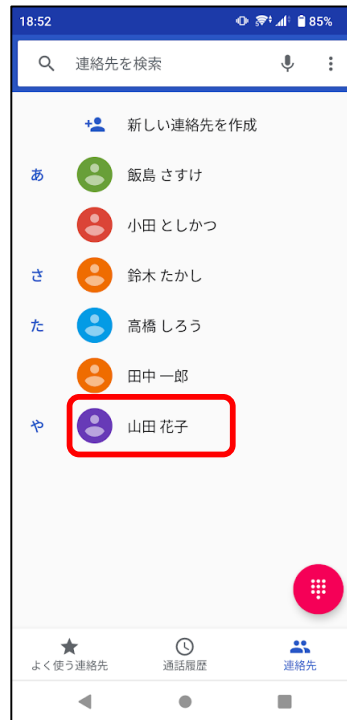 18:52 85%
連絡先を検索
新しい連絡先を作成
あ 飯島 さすけ
小田 としかつ
さ 鈴木 たかし
た 高橋 しろう
田中 一郎
や 山田 花子
よく使う連絡先 通話履歴 連絡先